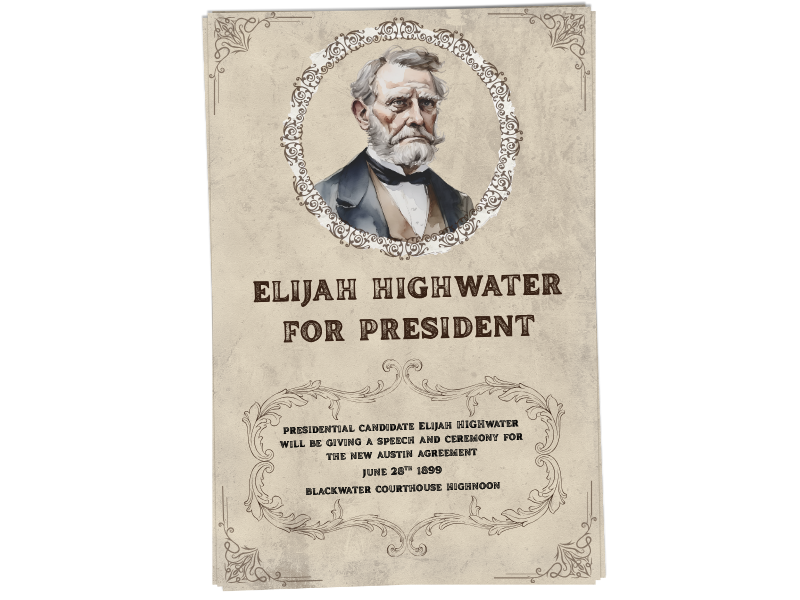 ELIJAH HIGHWATER
FOR PRESIDENT
PRESIDENTIAL CANDIDATE ELIJAH HIGHWATER
WILL BE GIVING A SPEECH AND CEREMONY FOR
THE NEW AUSTIN AGREEMENT
JUNE 28TH 1899
BLACKWATER COURTHOUSE HIGHNOON